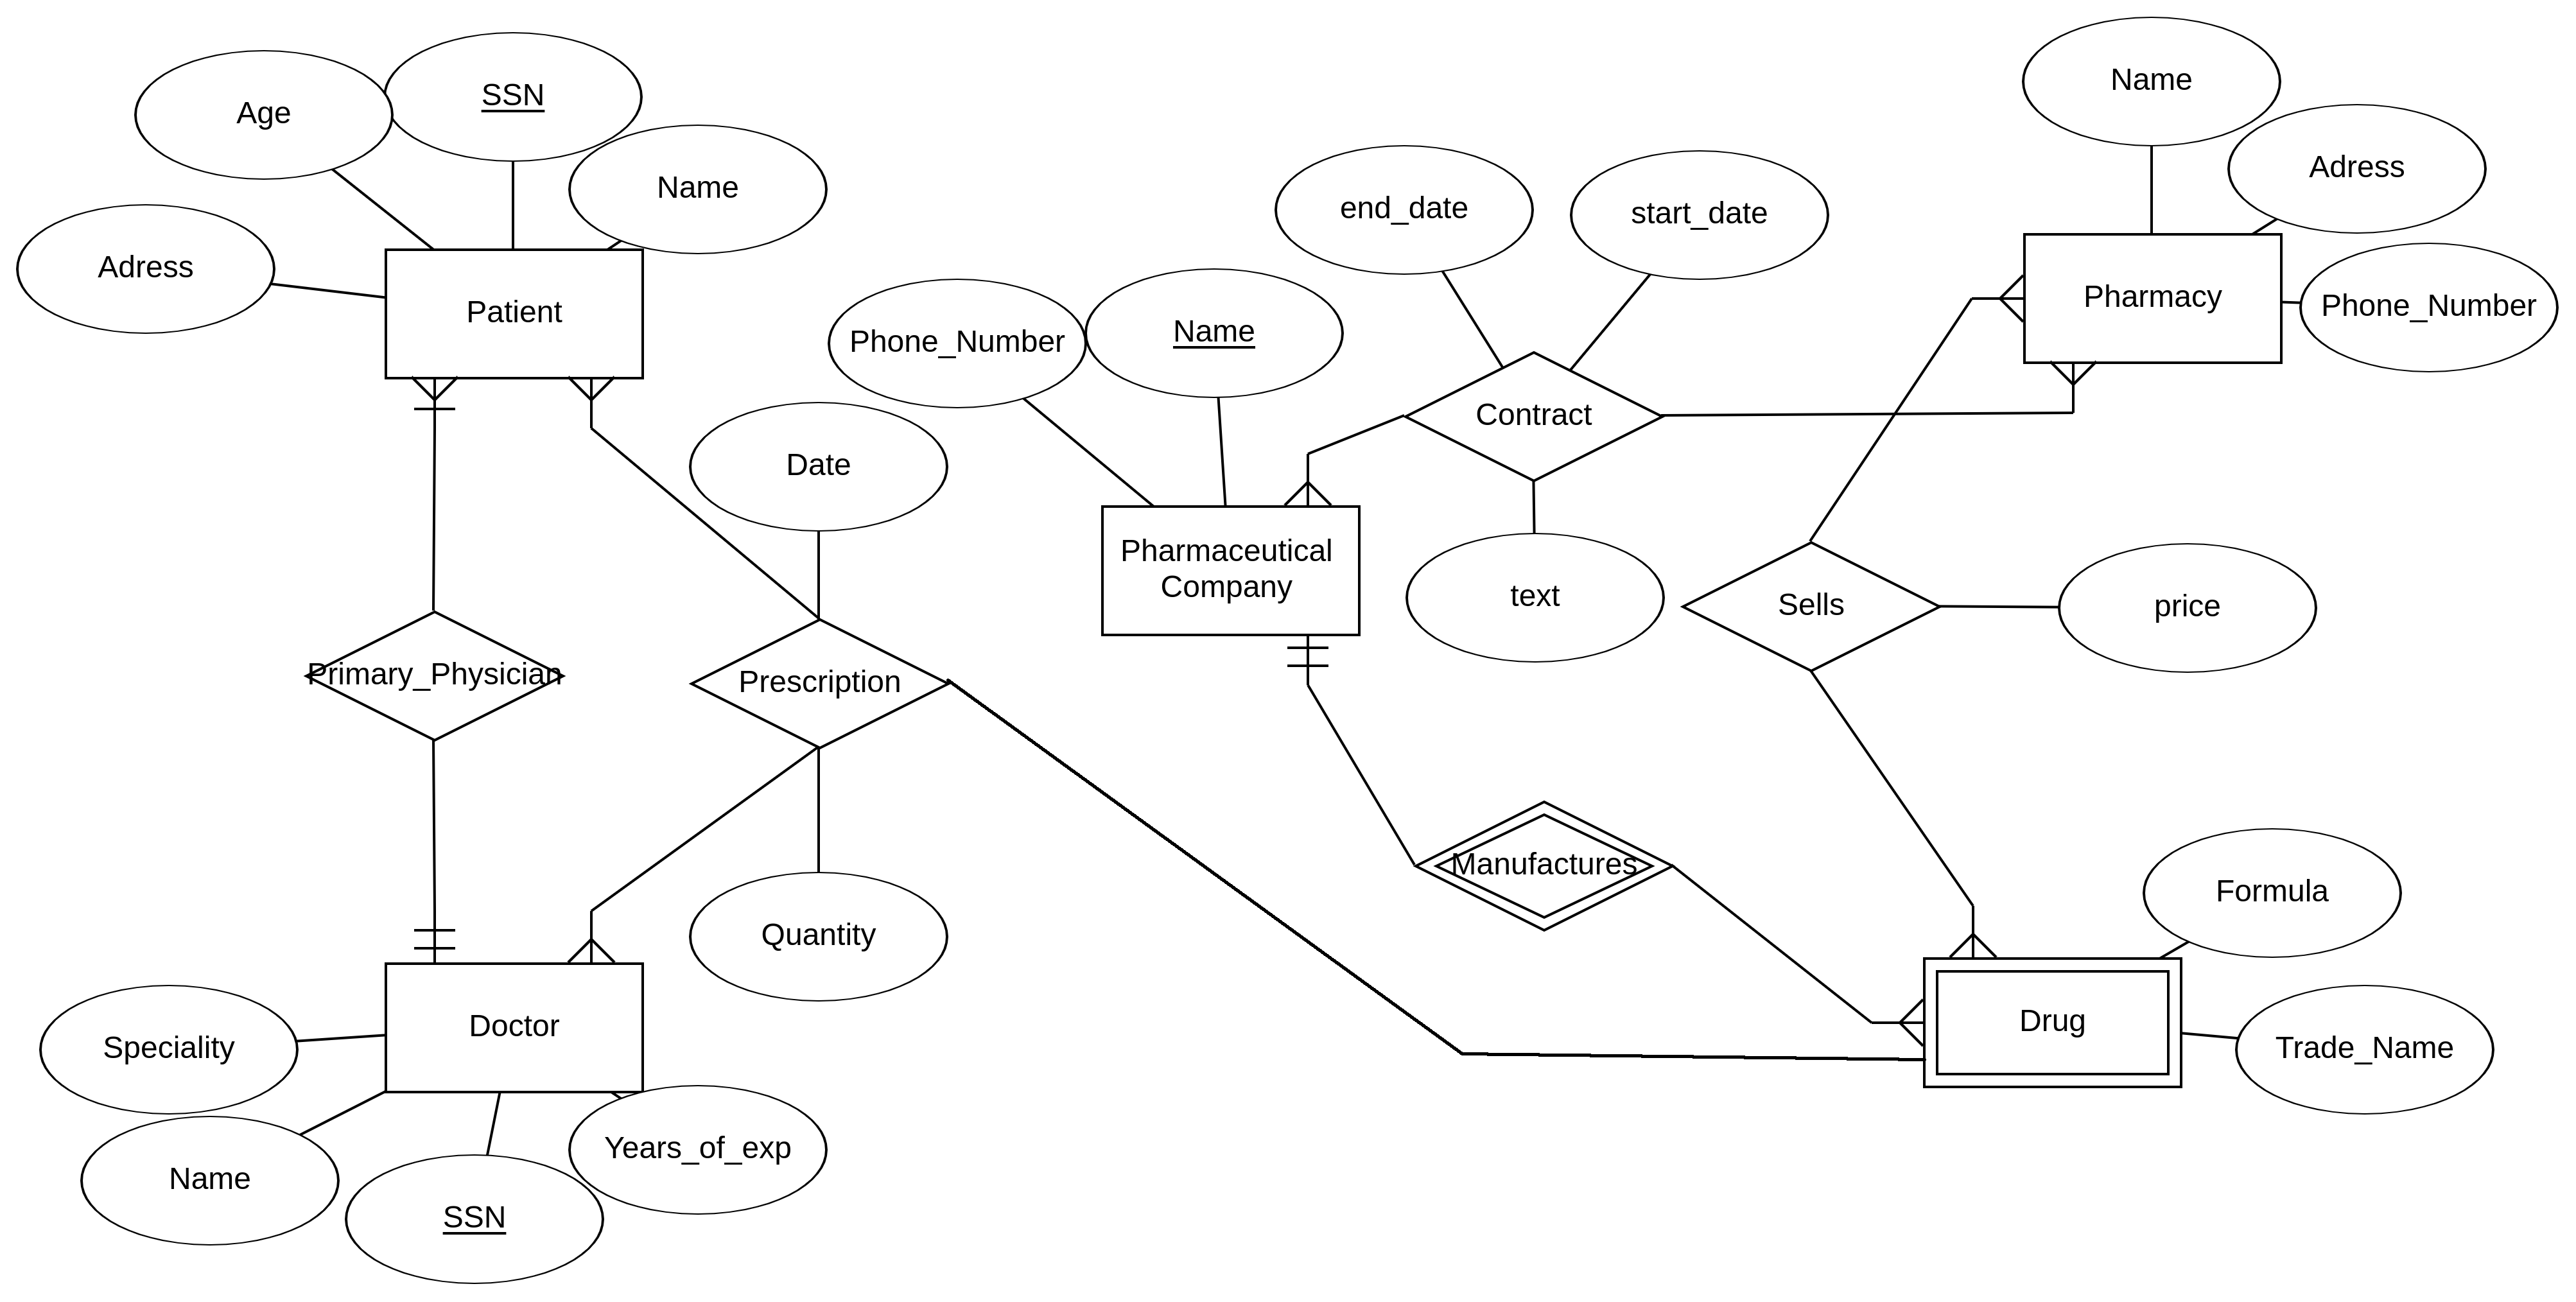 Name
SSN
Age
Adress
Name
end_date
start_date
Adress
Pharmacy
Phone_Number
Patient
Phone_Number
Name
Contract
Date
Pharmaceutical
Company
text
Sells
price
Primary_Physician
Prescription
Manufactures
Formula
Quantity
Drug
Trade_Name
Doctor
Speciality
Years_of_exp
Name
SSN